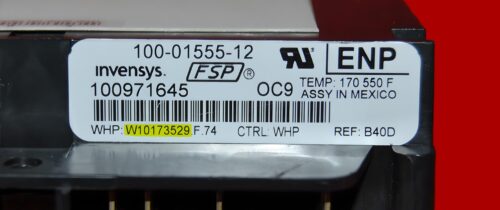 100-01555-12
invensys. FSP ®
ENP
100971645 OC9
TEMP: 170 550 F
ASSY IN MEXICO
WHP: W10173529.F.74 CTRL: WHP REF: B40D